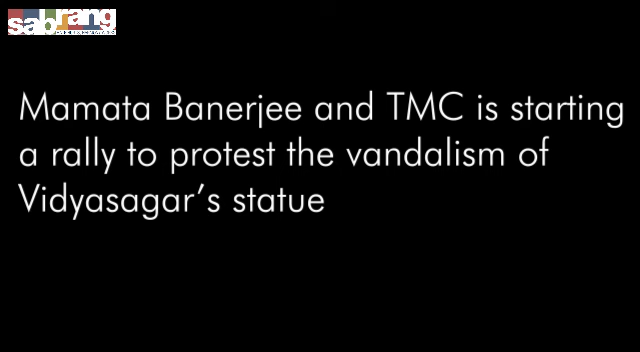 sabrang
Mamata Banerjee and TMC is starting
a rally to protest the vandalism of
Vidyasagar's statue